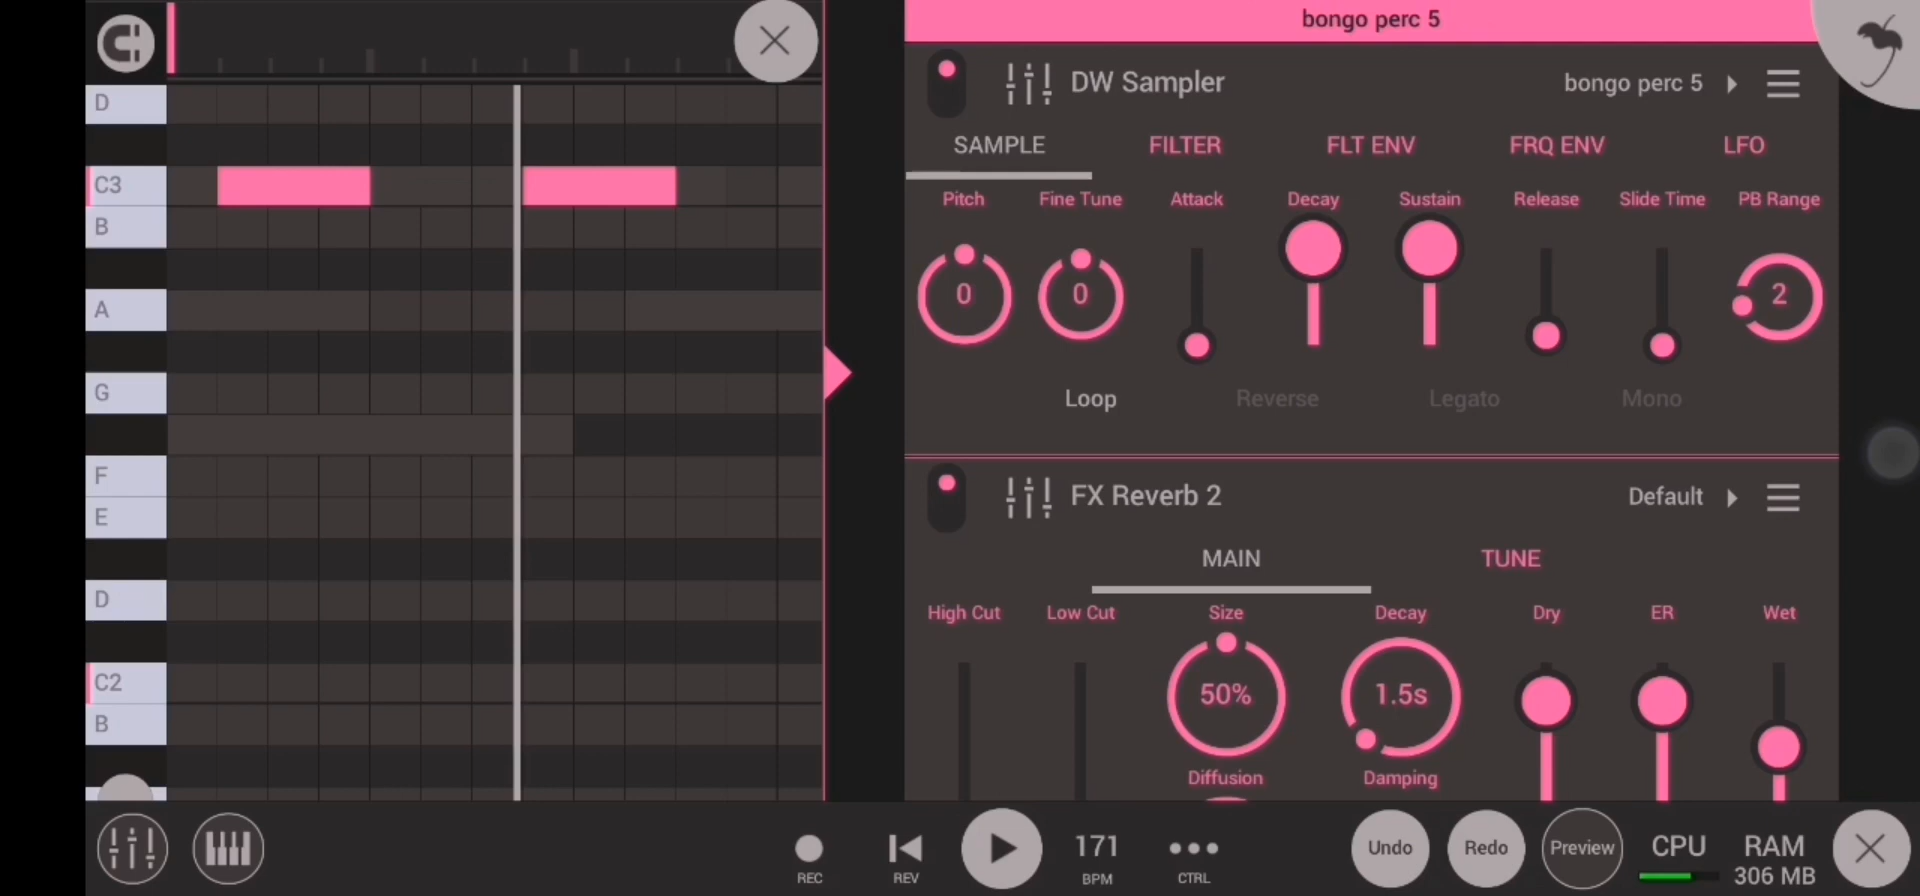 bongo perc 5
DW Sampler
bongo perc 5
SAMPLE FILTER FLT ENV FRQ ENV LFO
Pitch Fine Tune Attack Decay Sustain Release Slide Time PB Range
0 0 2
Loop Reverse Legato Mono
FX Reverb 2
Default
MAIN TUNE
High Cut Low Cut Size Decay Dry ER Wet
50% 1.5s
Diffusion Damping
D
C3
B
A
G
F
E
D
C2
B
REC
REV
171
BPM
CTRL
Undo
Redo
Preview
CPU
RAM
306 MB